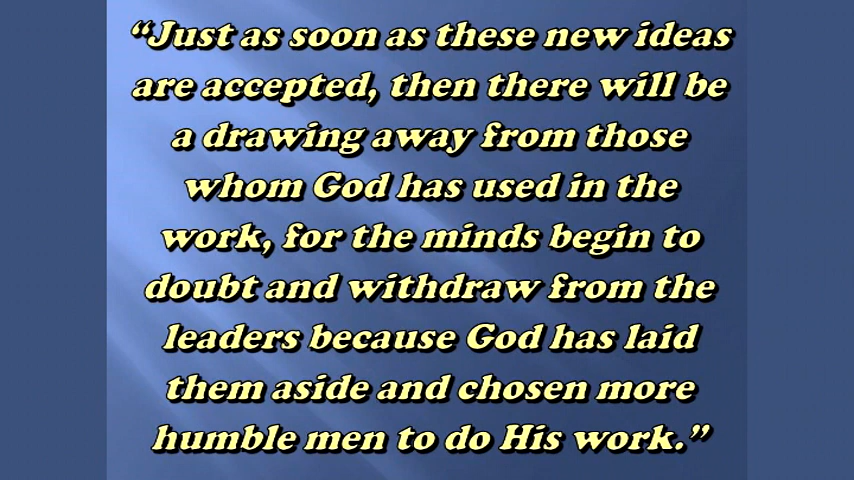 “Just as soon as these new ideas
are accepted, then there will be
a drawing away from those
whom God has used in the
work, for the minds begin to
doubt and withdraw from the
leaders because God has laid
them aside and chosen more
humble men to do His work.”